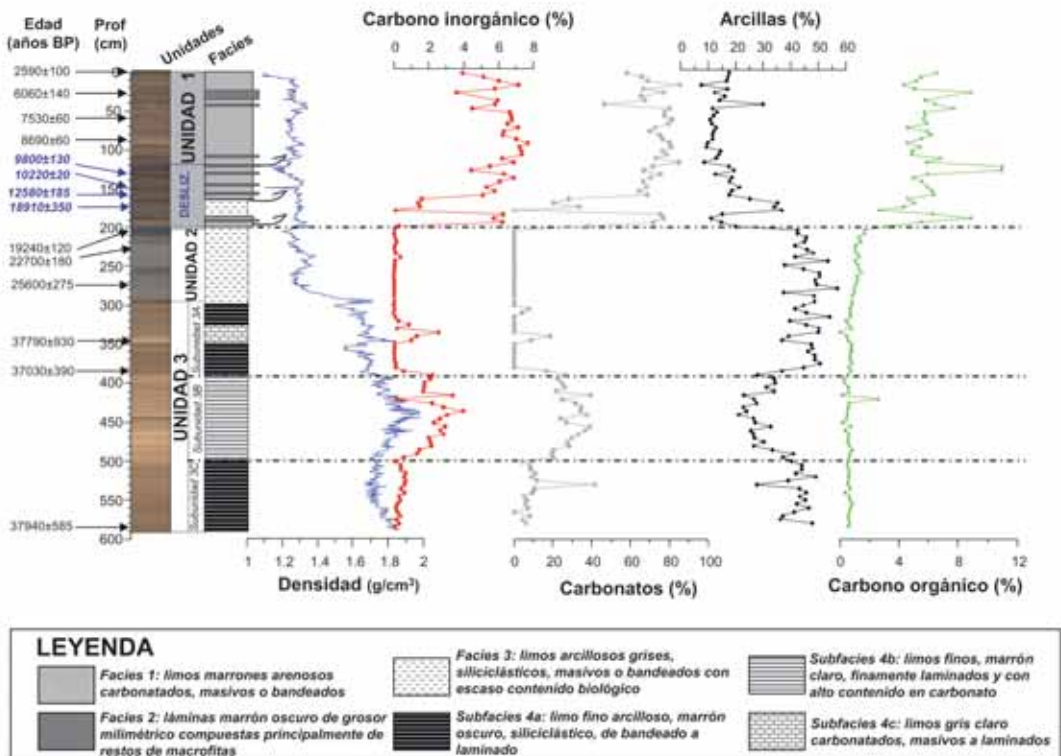 Edad
(años BP)
Prof
(cm)
Unidades
Facies
Carbono inorgánico (%)
0 2 4 6 8
Arcillas (%)
0 10 20 30 40 50 60
2590±100
6060±140
7530±60
8690±60
9800±130
10220±20
12580±185
18910±350
19240±120
22700±180
25600±275
37790±930
37030±390
37940±585
0
50
100
150
200
250
300
350
400
450
500
550
600
UNIDAD 1
DESLIZ.
UNIDAD 2
UNIDAD 3
Subunidad 3A
Subunidad 3B
Subunidad 3C
1 1.2 1.4 1.6 1.8 2
Densidad (g/cm³)
0 20 40 60 80 100
Carbonatos (%)
0 4 8 12
Carbono orgánico (%)
LEYENDA
Facies 1: limos marrones arenosos
carbonatados, masivos o bandeados
Facies 2: láminas marrón oscuro de grosor
milimétrico compuestas principalmente de
restos de macrofitas
Facies 3: limos arcillosos grises,
siliciclásticos, masivos o bandeados con
escaso contenido biológico
Subfacies 4a: limo fino arcilloso, marrón
oscuro, siliciclástico, de bandeado a
laminado
Subfacies 4b: limos finos, marrón
claro, finamente laminados y con
alto contenido en carbonato
Subfacies 4c: limos gris claro
carbonatados, masivos a laminados